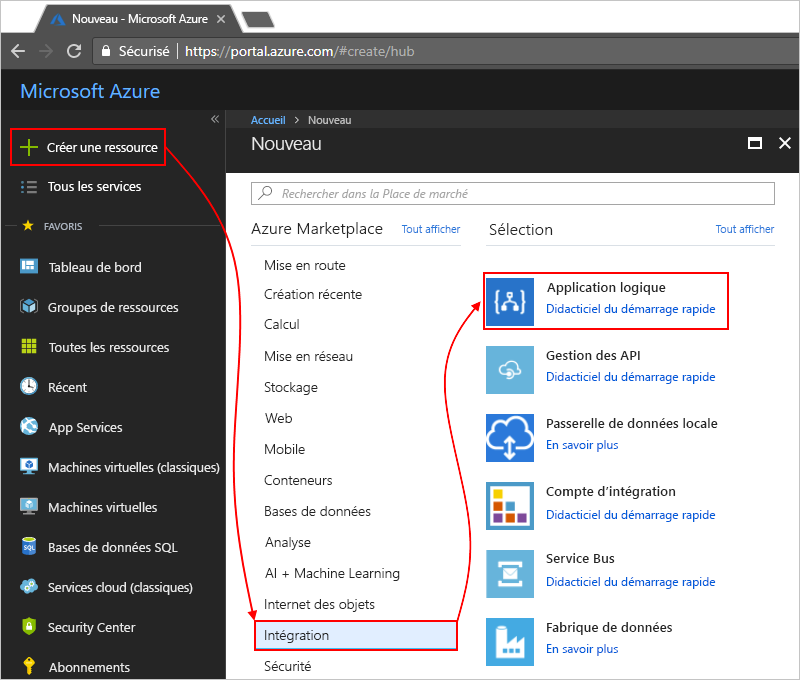 Nouveau - Microsoft Azure
Sécurisé https://portal.azure.com/#create/hub
Microsoft Azure
Créer une ressource
Tous les services
FAVORIS
Tableau de bord
Groupes de ressources
Toutes les ressources
Récent
App Services
Machines virtuelles (classiques)
Machines virtuelles
Bases de données SQL
Services cloud (classiques)
Security Center
Abonnements
Accueil > Nouveau
Nouveau
Rechercher dans la Place de marché
Azure Marketplace Tout afficher
Mise en route
Création récente
Calcul
Mise en réseau
Stockage
Web
Mobile
Conteneurs
Bases de données
Analyse
AI + Machine Learning
Internet des objets
Intégration
Sécurité
Sélection Tout afficher
Application logique
Didacticiel du démarrage rapide
Gestion des API
Didacticiel du démarrage rapide
Passerelle de données locale
En savoir plus
Compte d'intégration
Didacticiel du démarrage rapide
Service Bus
Didacticiel du démarrage rapide
Fabrique de données
En savoir plus